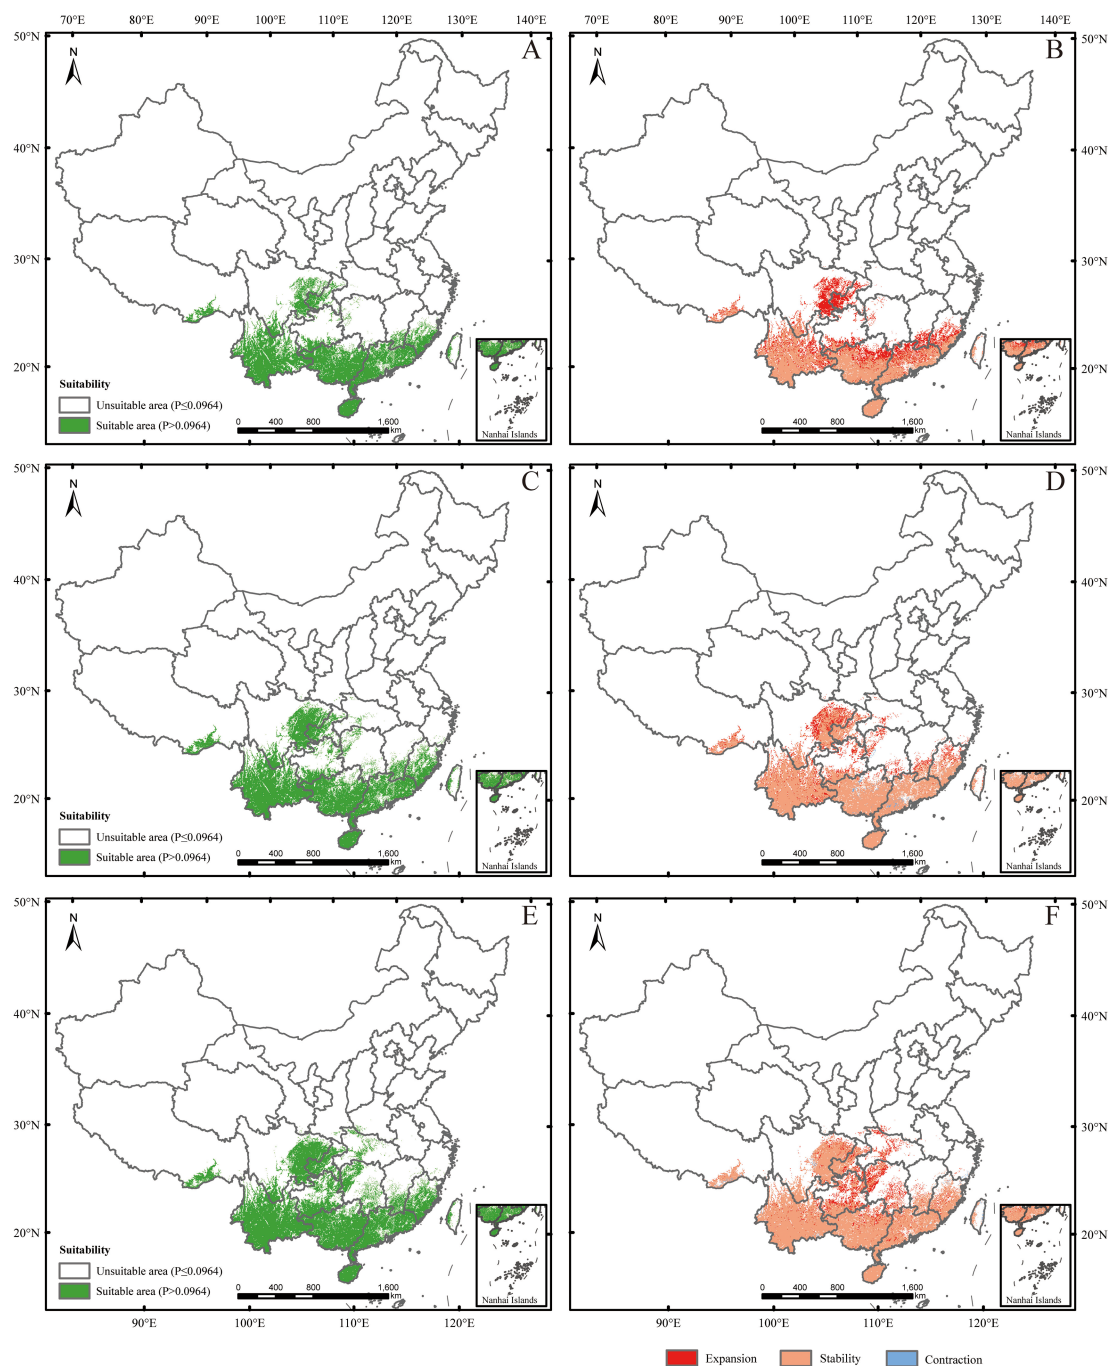 70°E 80°E 90°E 100°E 110°E 120°E 130°E 140°E
70°E 80°E 90°E 100°E 110°E 120°E 130°E 140°E
N
A
50°N
40°N
30°N
20°N
Suitability
Unsuitable area (P≤0.0964)
Suitable area (P>0.0964)
0 400 800 1,600
km
Nanhai Islands
N
B
50°N
40°N
30°N
20°N
0 400 800 1,600
km
Nanhai Islands
N
C
50°N
40°N
30°N
20°N
Suitability
Unsuitable area (P≤0.0964)
Suitable area (P>0.0964)
0 400 800 1,600
km
Nanhai Islands
N
D
50°N
40°N
30°N
20°N
0 400 800 1,600
km
Nanhai Islands
N
E
50°N
40°N
30°N
20°N
Suitability
Unsuitable area (P≤0.0964)
Suitable area (P>0.0964)
0 400 800 1,600
km
Nanhai Islands
N
F
50°N
40°N
30°N
20°N
0 400 800 1,600
km
Nanhai Islands
90°E 100°E 110°E 120°E
90°E 100°E 110°E 120°E
Expansion Stability Contraction